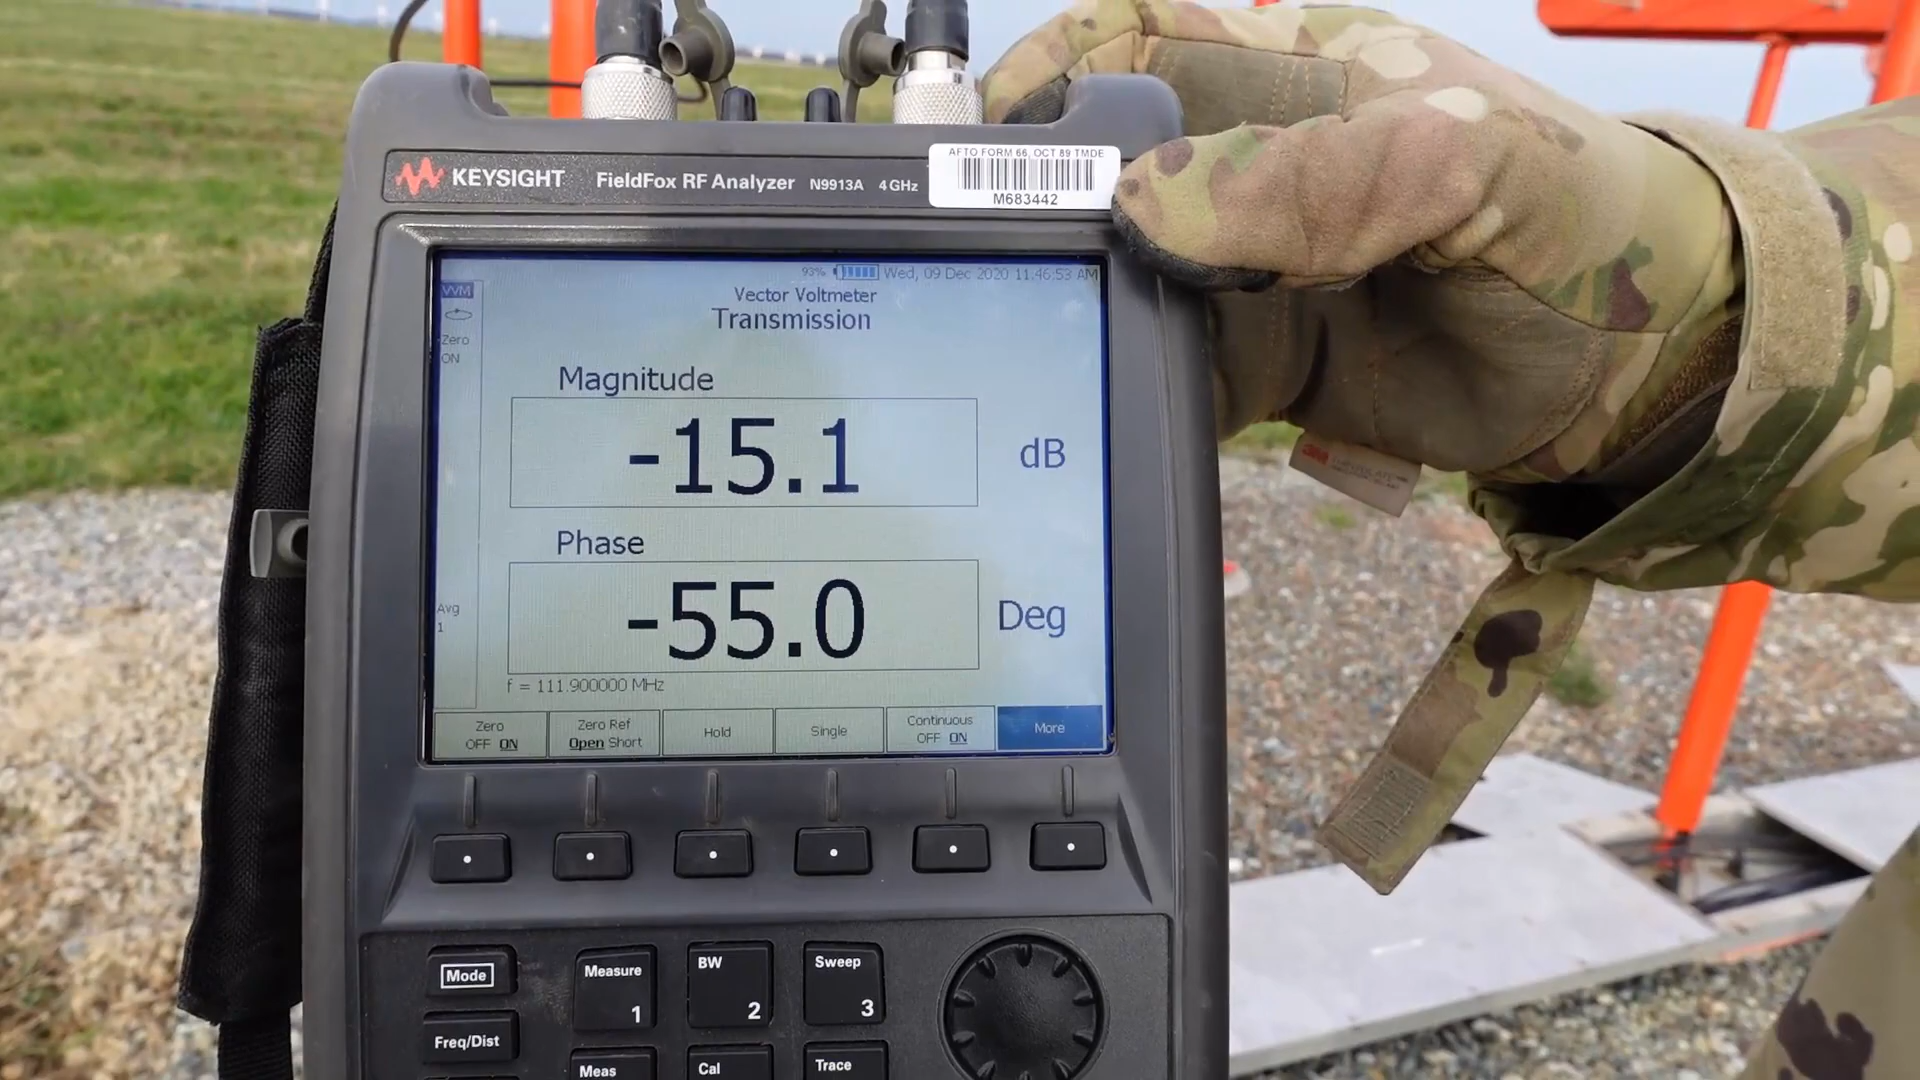 KEYSIGHT FieldFox RF Analyzer N9913A 4 GHz
AFTO FORM 66, OCT 89 TMDE
M683442
93% Wed, 09 Dec 2020 11:46:53 AM
VVM
Vector Voltmeter
Transmission
Zero
ON
Magnitude
-15.1 dB
Phase
-55.0 Deg
Avg
1
f = 111.900000 MHz
Zero
OFF ON
Zero Ref
Open Short
Hold
Single
Continuous
OFF ON
More
Mode
Measure
1
BW
2
Sweep
3
Freq/Dist
Meas
Cal
Trace
3M